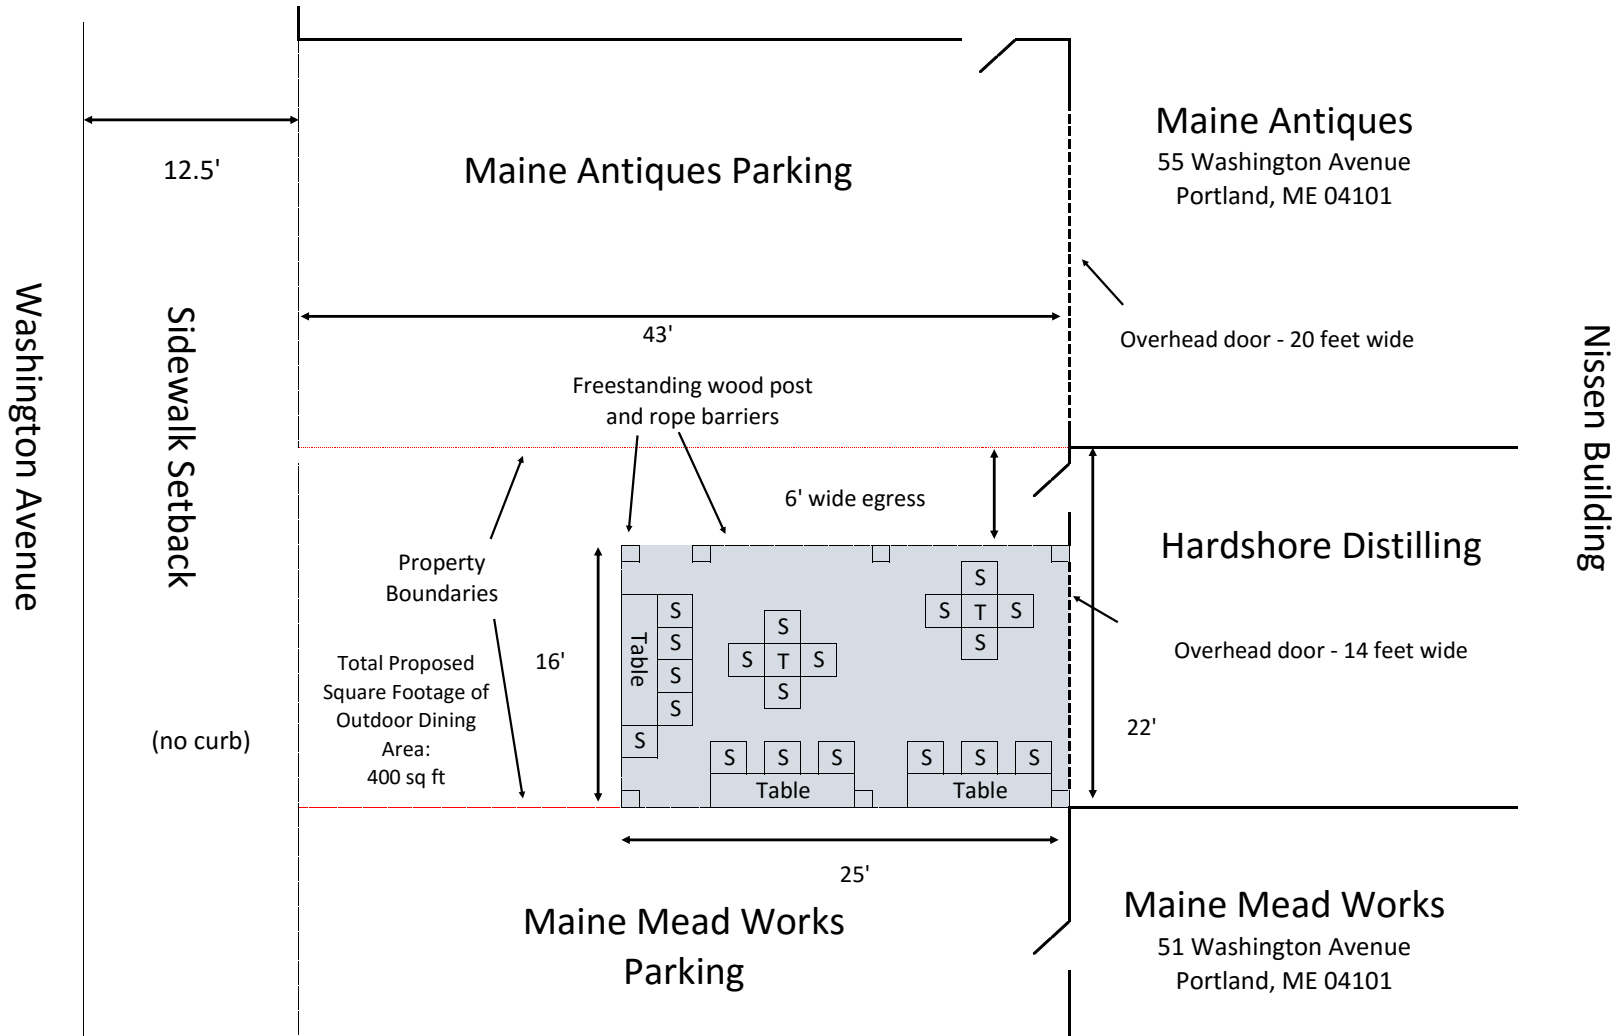 Washington Avenue
12.5'
Sidewalk Setback
(no curb)
Maine Antiques Parking
43'
Maine Antiques
55 Washington Avenue
Portland, ME 04101
Overhead door - 20 feet wide
Nissen Building
Freestanding wood post
and rope barriers
6' wide egress
Property
Boundaries
Total Proposed
Square Footage of
Outdoor Dining
Area:
400 sq ft
16'
Table
S
S
S
S
S
S
S T S
S
S
S T S
S
S S S
Table
S S S
Table
25'
Hardshore Distilling
Overhead door - 14 feet wide
22'
Maine Mead Works
Parking
Maine Mead Works
51 Washington Avenue
Portland, ME 04101